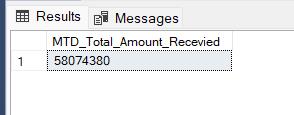 Results Messages
MTD_Total_Amount_Recevied
1 58074380